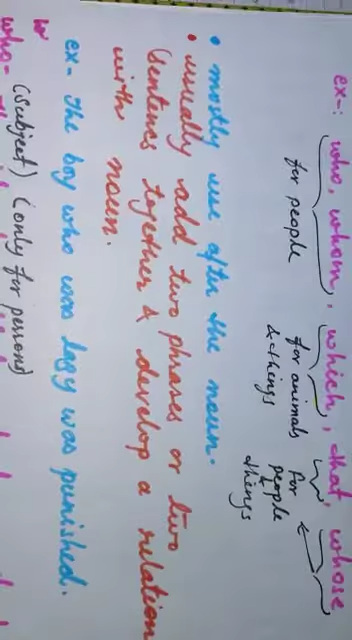 ex-: who, whom, which, that, whose,
for people
for animals
& things
for
people
things
• mostly use after the noun.
• usually add two phrases or two
(sentences together & develop a relation
with noun.
ex- The boy who was lazy was punished.
(Subject) (only for persons)
who-